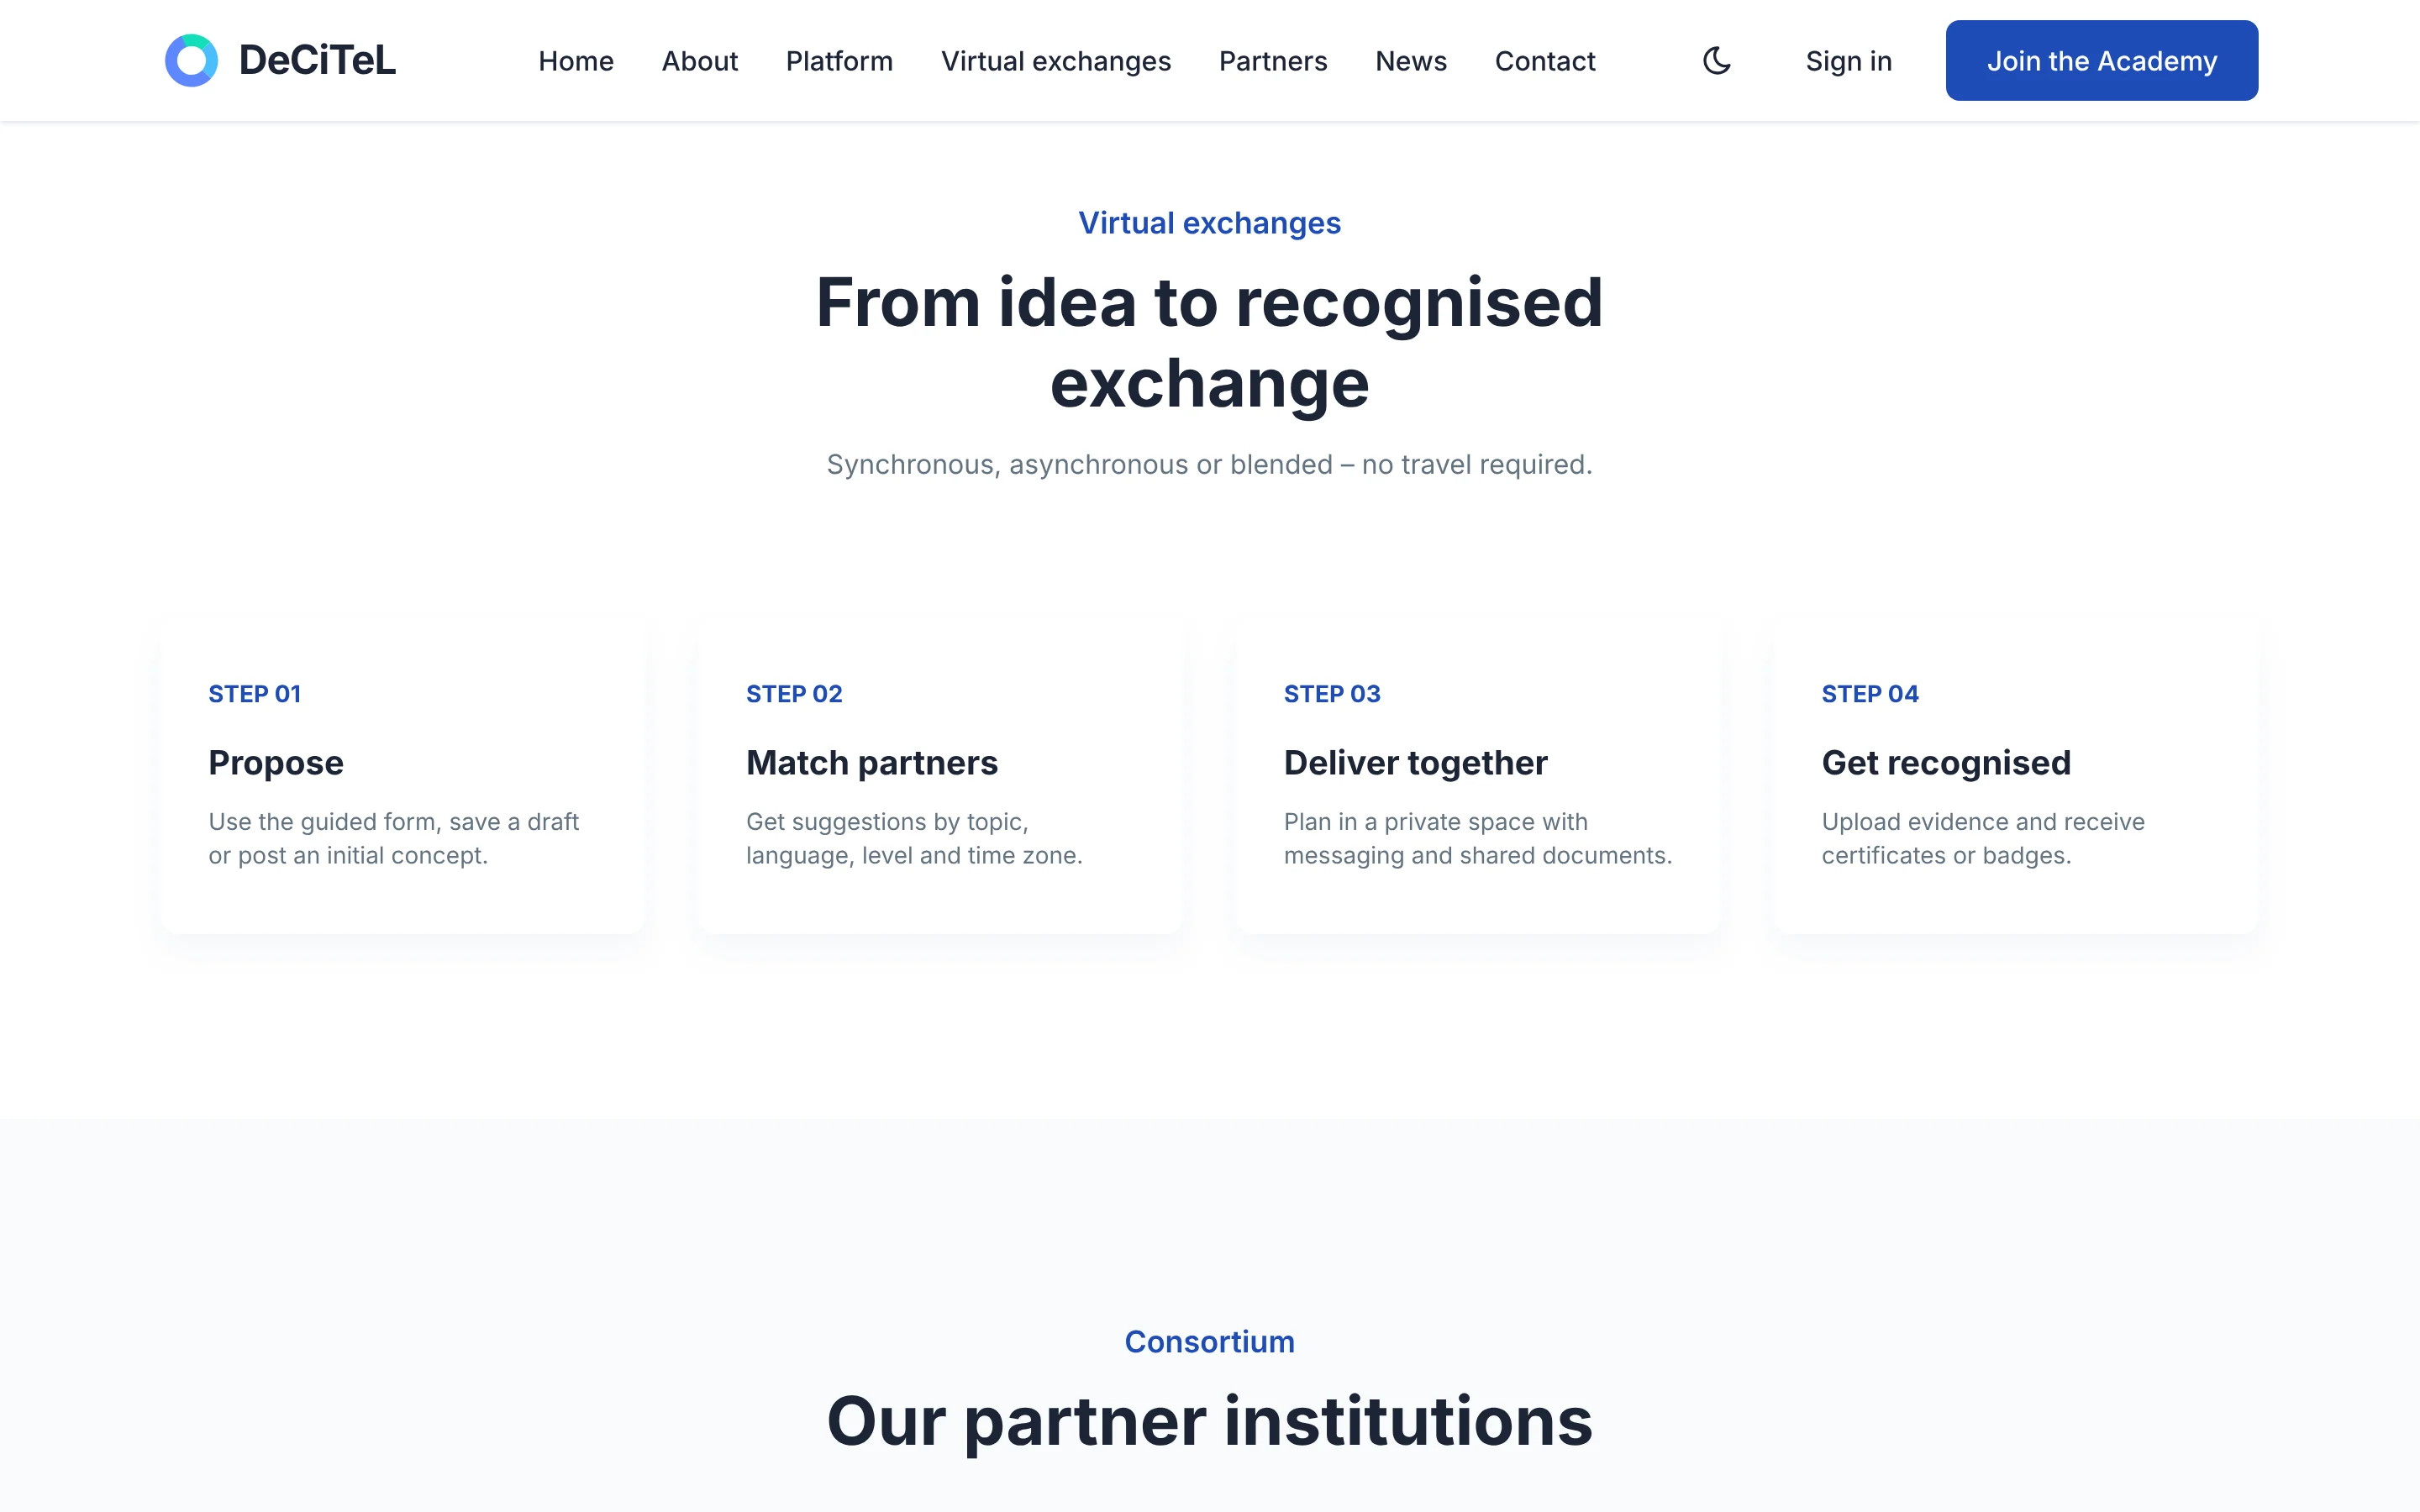 DeCiTeL
Home About Platform Virtual exchanges Partners News Contact Sign in Join the Academy
Virtual exchanges
From idea to recognised
exchange
Synchronous, asynchronous or blended – no travel required.
STEP 01
Propose
Use the guided form, save a draft
or post an initial concept.
STEP 02
Match partners
Get suggestions by topic,
language, level and time zone.
STEP 03
Deliver together
Plan in a private space with
messaging and shared documents.
STEP 04
Get recognised
Upload evidence and receive
certificates or badges.
Consortium
Our partner institutions